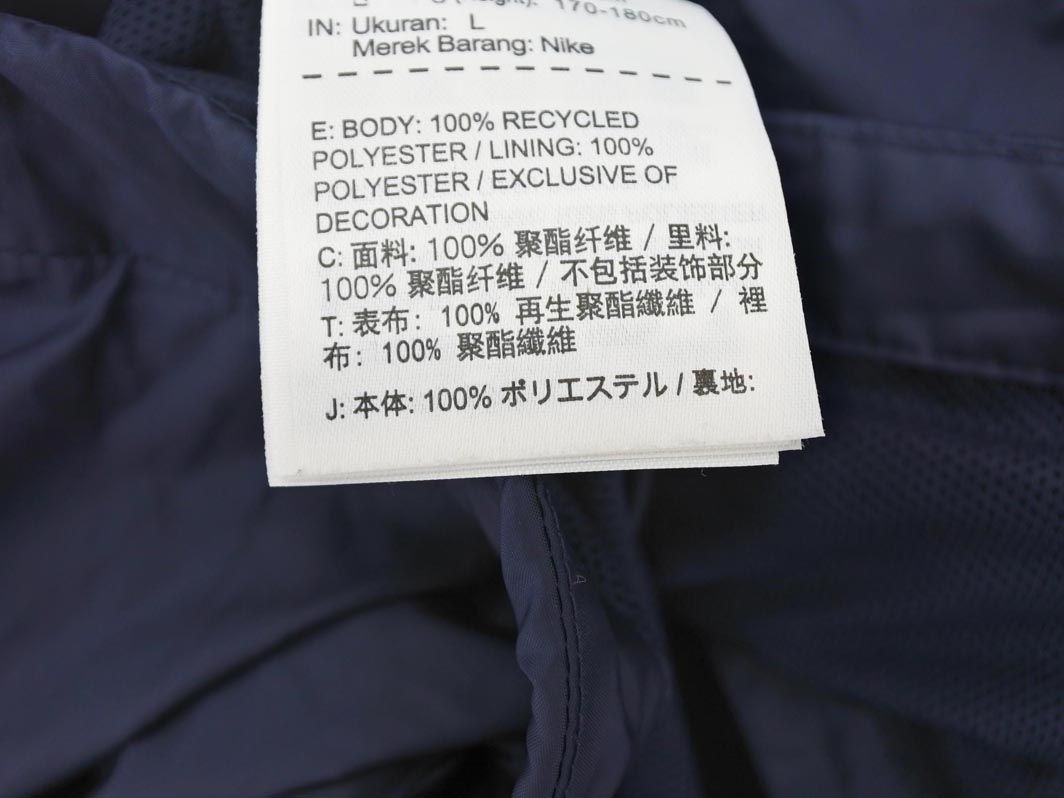 170-180cm
IN: Ukuran: L
Merek Barang: Nike
E: BODY: 100% RECYCLED
POLYESTER / LINING: 100%
POLYESTER / EXCLUSIVE OF
DECORATION
C: 面料: 100% 聚酯纤维 / 里料:
100% 聚酯纤维 / 不包括装饰部分
T: 表布: 100% 再生聚酯纖維 / 裡
布: 100% 聚酯纖維
J: 本体: 100% ポリエステル / 裏地: